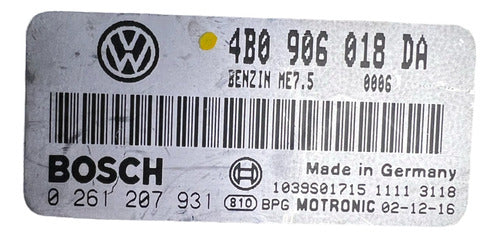 4B0 906 018 DA
BENZIN ME7.5 0006
BOSCH
Made in Germany
1039S01715 1111 3118
0 261 207 931 810 BPG MOTRONIC 02-12-16